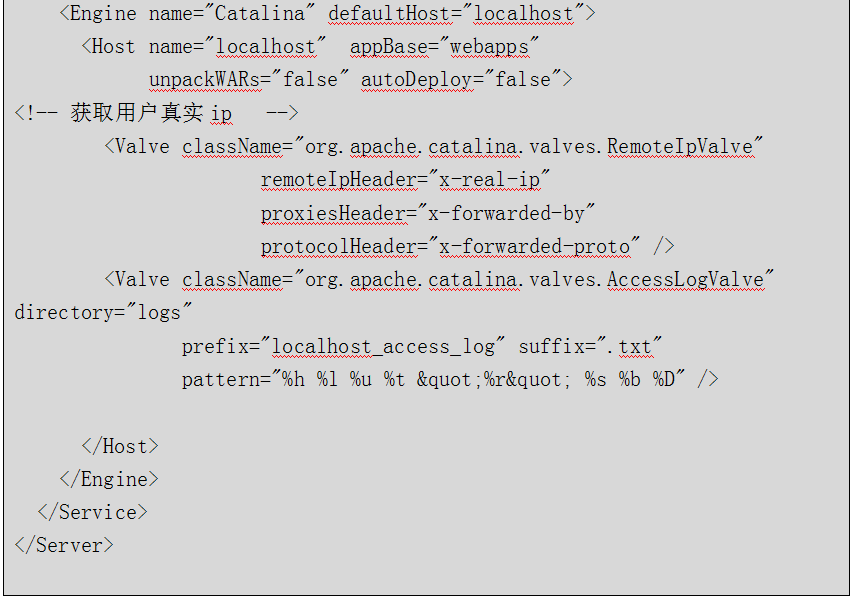 <Engine name="Catalina" defaultHost="localhost">
<Host name="localhost" appBase="webapps"
unpackWARs="false" autoDeploy="false">
<!-- 获取用户真实 ip -->
<Valve className="org.apache.catalina.valves.RemoteIpValve"
remoteIpHeader="x-real-ip"
proxiesHeader="x-forwarded-by"
protocolHeader="x-forwarded-proto" />
<Valve className="org.apache.catalina.valves.AccessLogValve"
directory="logs"
prefix="localhost_access_log" suffix=".txt"
pattern="%h %l %u %t &quot;%r&quot; %s %b %D" />
</Host>
</Engine>
</Service>
</Server>